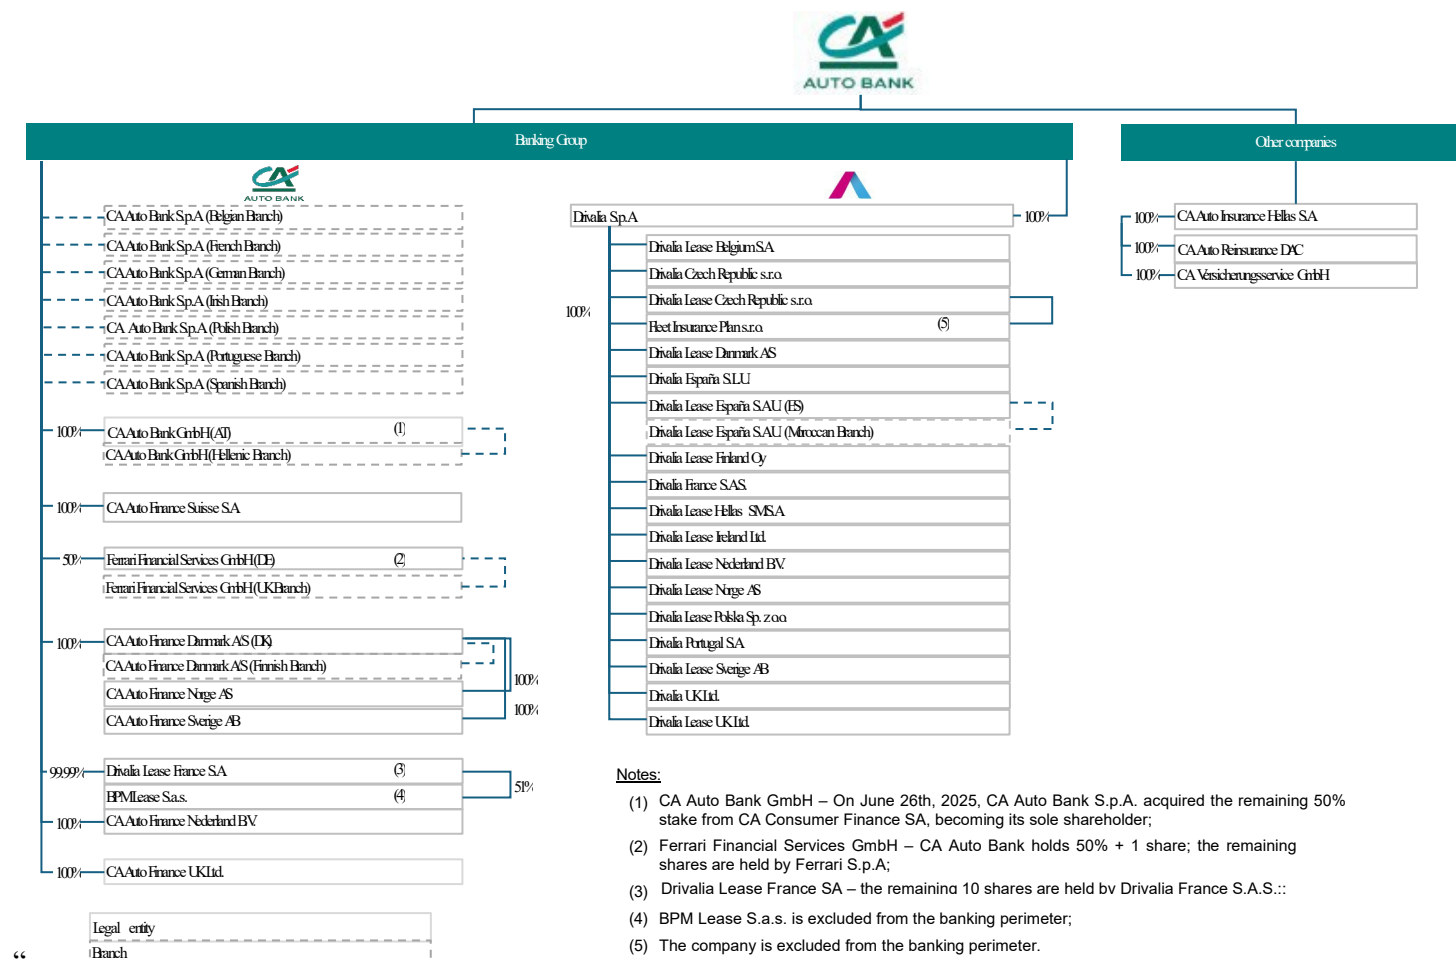 CA
AUTO BANK
Banking Group
Other companies
CA
AUTO BANK
CA Auto Bank S.p.A (Belgian Branch)
CA Auto Bank S.p.A (French Branch)
CA Auto Bank S.p.A (German Branch)
CA Auto Bank S.p.A (Irish Branch)
CA Auto Bank S.p.A (Polish Branch)
CA Auto Bank S.p.A (Portuguese Branch)
CA Auto Bank S.p.A (Spanish Branch)
100% CA Auto Bank GmbH (AT) (1)
CA Auto Bank GmbH (Hellenic Branch)
100% CA Auto Finance Suisse S.A
50% Ferrari Financial Services GmbH (DE) (2)
Ferrari Financial Services GmbH (UK Branch)
100% CA Auto Finance Danmark A/S (DK)
CA Auto Finance Danmark A/S (Finnish Branch)
100%
CA Auto Finance Norge AS
100%
CA Auto Finance Sverige AB
99.99% Drivalia Lease France S.A (3)
51%
BPM Lease S.a.s. (4)
100% CA Auto Finance Nederland B.V.
100% CA Auto Finance UK Ltd.
Legal entity
Branch
“
Drivalia S.p.A 100%
100%
Drivalia Lease Belgium S.A
Drivalia Czech Republic s.r.o.
Drivalia Lease Czech Republic s.r.o.
Fleet Insurance Plan s.r.o. (5)
Drivalia Lease Danmark A/S
Drivalia España S.L.U
Drivalia Lease España S.A.U (ES)
Drivalia Lease España S.A.U (Moroccan Branch)
Drivalia Lease Finland Oy
Drivalia France S.A.S.
Drivalia Lease Hellas SM S.A
Drivalia Lease Ireland Ltd.
Drivalia Lease Nederland B.V.
Drivalia Lease Norge AS
Drivalia Lease Polska Sp. z o.o.
Drivalia Portugal S.A
Drivalia Lease Sverige AB
Drivalia UK Ltd.
Drivalia Lease UK Ltd.
100% CA Auto Insurance Hellas S.A
100% CA Auto Reinsurance DAC
100% CA Versicherungsservice GmbH
Notes:
(1) CA Auto Bank GmbH – On June 26th, 2025, CA Auto Bank S.p.A. acquired the remaining 50%
stake from CA Consumer Finance SA, becoming its sole shareholder;
(2) Ferrari Financial Services GmbH – CA Auto Bank holds 50% + 1 share; the remaining
shares are held by Ferrari S.p.A;
(3) Drivalia Lease France SA – the remaining 10 shares are held by Drivalia France S.A.S.;;
(4) BPM Lease S.a.s. is excluded from the banking perimeter;
(5) The company is excluded from the banking perimeter.